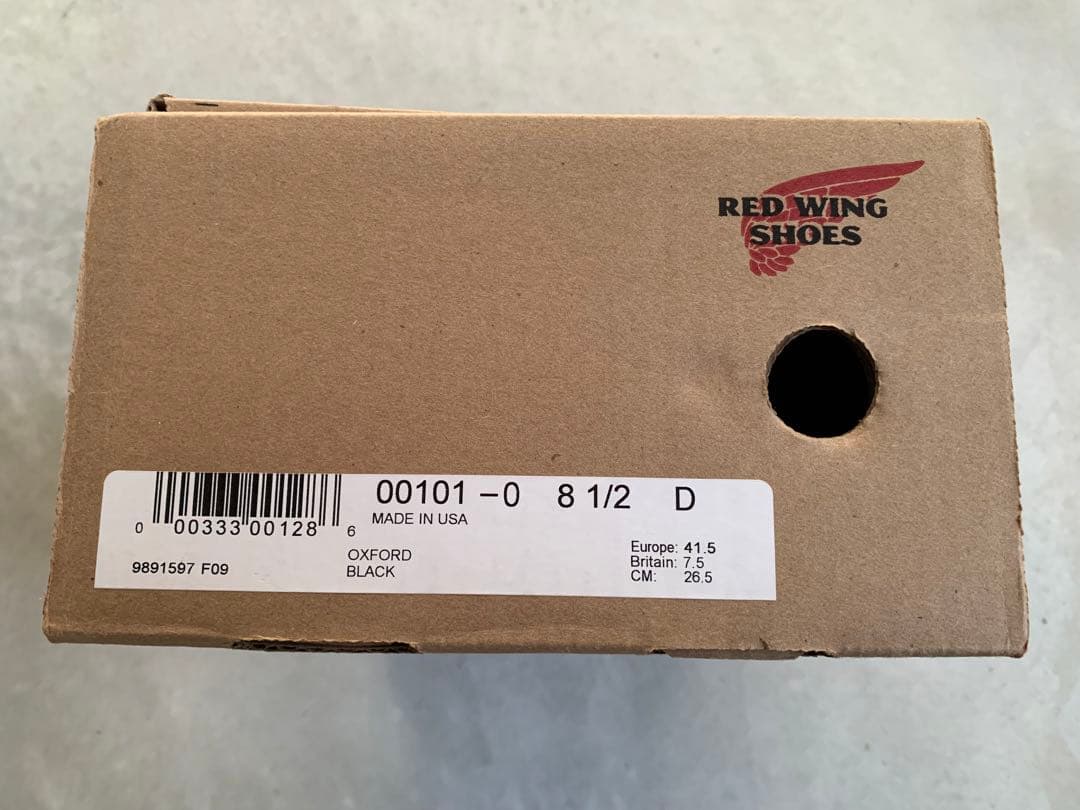 RED WING
SHOES
00101 -0 8 1/2 D
MADE IN USA
0 00333 00128 6
OXFORD
BLACK
9891597 F09
Europe: 41.5
Britain: 7.5
CM: 26.5